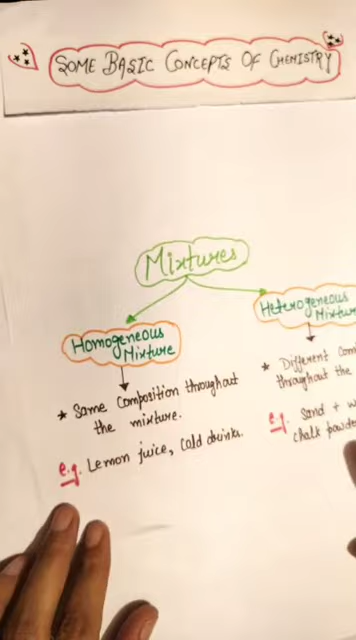 SOME BASIC CONCEPTS OF CHEMISTRY
Mixtures
Homogeneous
Mixture
Heterogeneous
* Same Composition throughout
the mixture.
e.g. Lemon juice, Cold drinks.
* Different
throughout the
e.g. Sand +
chalk